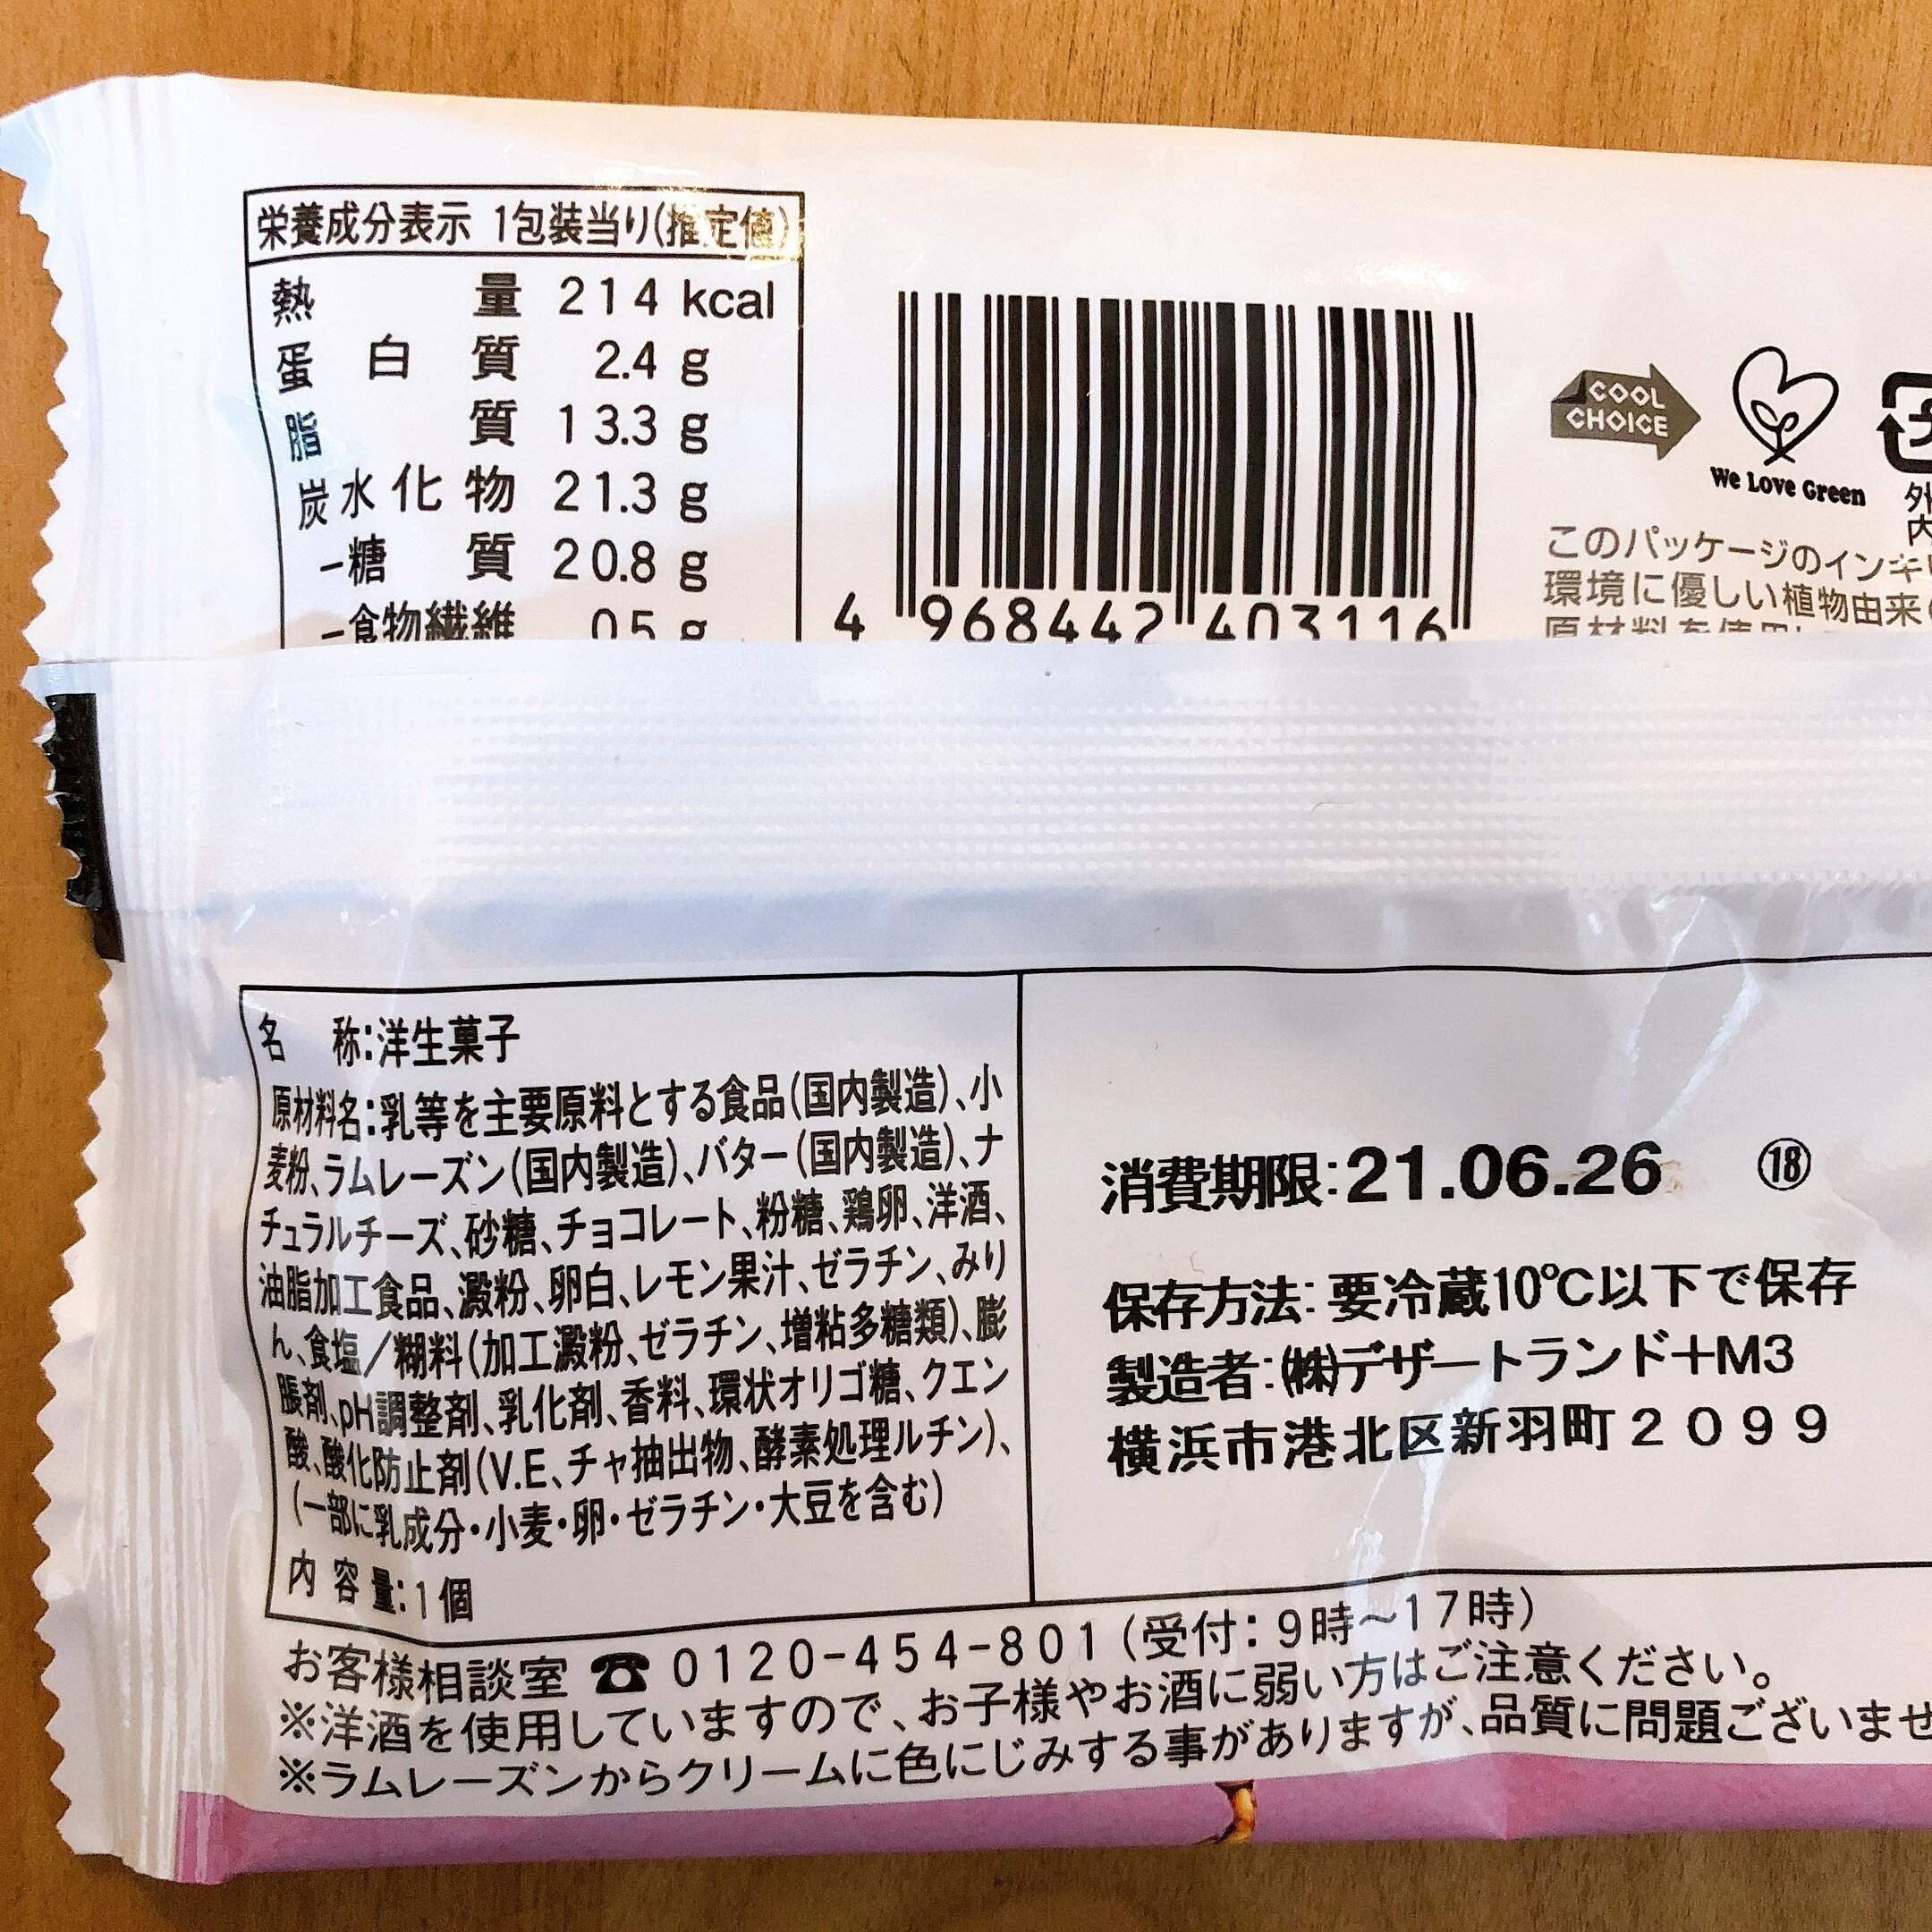 栄養成分表示 1包装当り(推定値)
熱量 214 kcal
蛋白質 2.4 g
脂質 13.3 g
炭水化物 21.3 g
-糖質 20.8 g
-食物繊維 0.5 g
4 968442 403116
COOL
CHOICE
We Love Green
外
内
このパッケージのインキ
環境に優しい植物由来
原材料を使用し
名 称:洋生菓子
原材料名:乳等を主要原料とする食品(国内製造)、小
麦粉、ラムレーズン(国内製造)、バター(国内製造)、ナ
チュラルチーズ、砂糖、チョコレート、粉糖、鶏卵、洋酒、
油脂加工食品、澱粉、卵白、レモン果汁、ゼラチン、みり
ん、食塩/糊料(加工澱粉、ゼラチン、増粘多糖類)、膨
脹剤、pH調整剤、乳化剤、香料、環状オリゴ糖、クエン
酸、酸化防止剤(V.E、チャ抽出物、酵素処理ルチン)、
(一部に乳成分・小麦・卵・ゼラチン・大豆を含む)
内容量:1個
消費期限:21.06.26 ⑱
保存方法:要冷蔵10℃以下で保存
製造者:(株)デザートランド+M3
横浜市港北区新羽町2099
お客様相談室 ☎ 0120-454-801(受付:9時~17時)
※洋酒を使用していますので、お子様やお酒に弱い方はご注意ください。
※ラムレーズンからクリームに色にじみする事がありますが、品質に問題ございませ